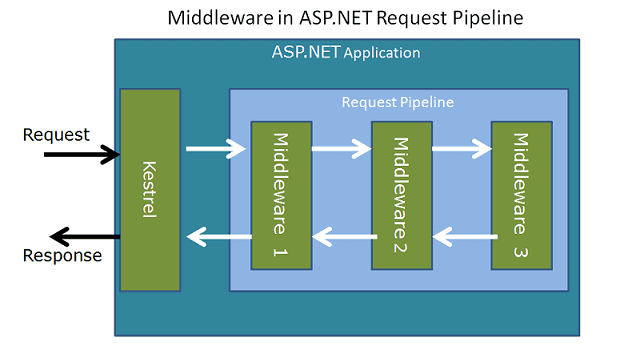 Middleware in ASP.NET Request Pipeline
ASP.NET Application
Request Pipeline
Request
Response
Kestrel
Middleware 1
Middleware 2
Middleware 3